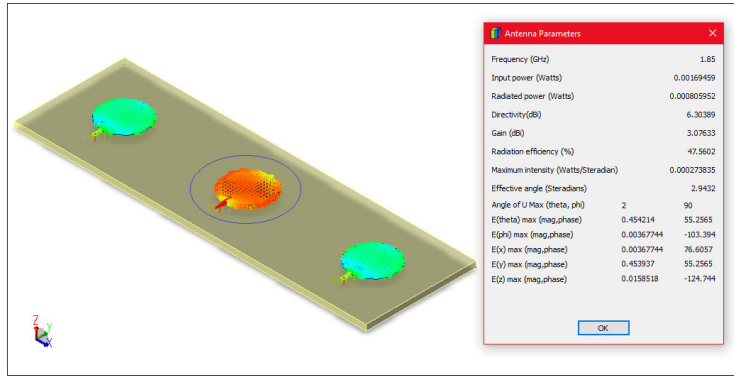 Antenna Parameters
Frequency (GHz) 1.85
Input power (Watts) 0.00169459
Radiated power (Watts) 0.000805952
Directivity(dBi) 6.30389
Gain (dBi) 3.07633
Radiation efficiency (%) 47.5602
Maximum intensity (Watts/Steradian) 0.000273835
Effective angle (Steradians) 2.9432
Angle of U Max (theta, phi) 2 90
E(theta) max (mag,phase) 0.454214 55.2565
E(phi) max (mag,phase) 0.00367744 -103.394
E(x) max (mag,phase) 0.00367744 76.6057
E(y) max (mag,phase) 0.453937 55.2565
E(z) max (mag,phase) 0.0158518 -124.744
OK
Z
Y
X